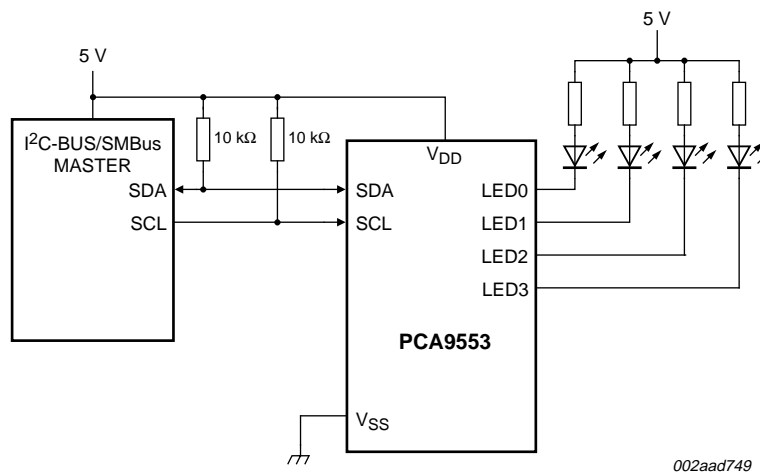 5 V
5 V
I²C-BUS/SMBus
MASTER
10 kΩ
10 kΩ
VDD
SDA
SCL
SDA
SCL
LED0
LED1
LED2
LED3
PCA9553
VSS
002aad749